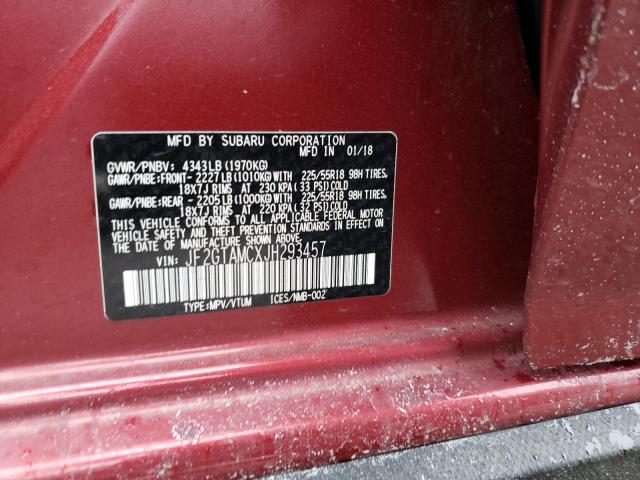 MFD BY SUBARU CORPORATION
MFD IN 01/18
GVWR/PNBV: 4343LB (1970KG)
GAWR/PNBE:FRONT- 2227LB (1010KG) WITH 225/55R18 98H TIRES
18X7J RIMS AT 230 KPA (33 PSI) COLD
GAWR/PNBE:REAR - 2205LB (1000KG) WITH 225/55R18 98H TIRES
18X7J RIMS AT 220 KPA (32 PSI) COLD
THIS VEHICLE CONFORMS TO ALL APPLICABLE FEDERAL MOTOR
VEHICLE SAFETY AND THEFT PREVENTION STANDARDS IN EFFECT ON
THE DATE OF MANUFACTURE SHOWN ABOVE.
VIN: JF2GTAMCXJH293457
TYPE:MPV/VTUM ICES/NMB-002